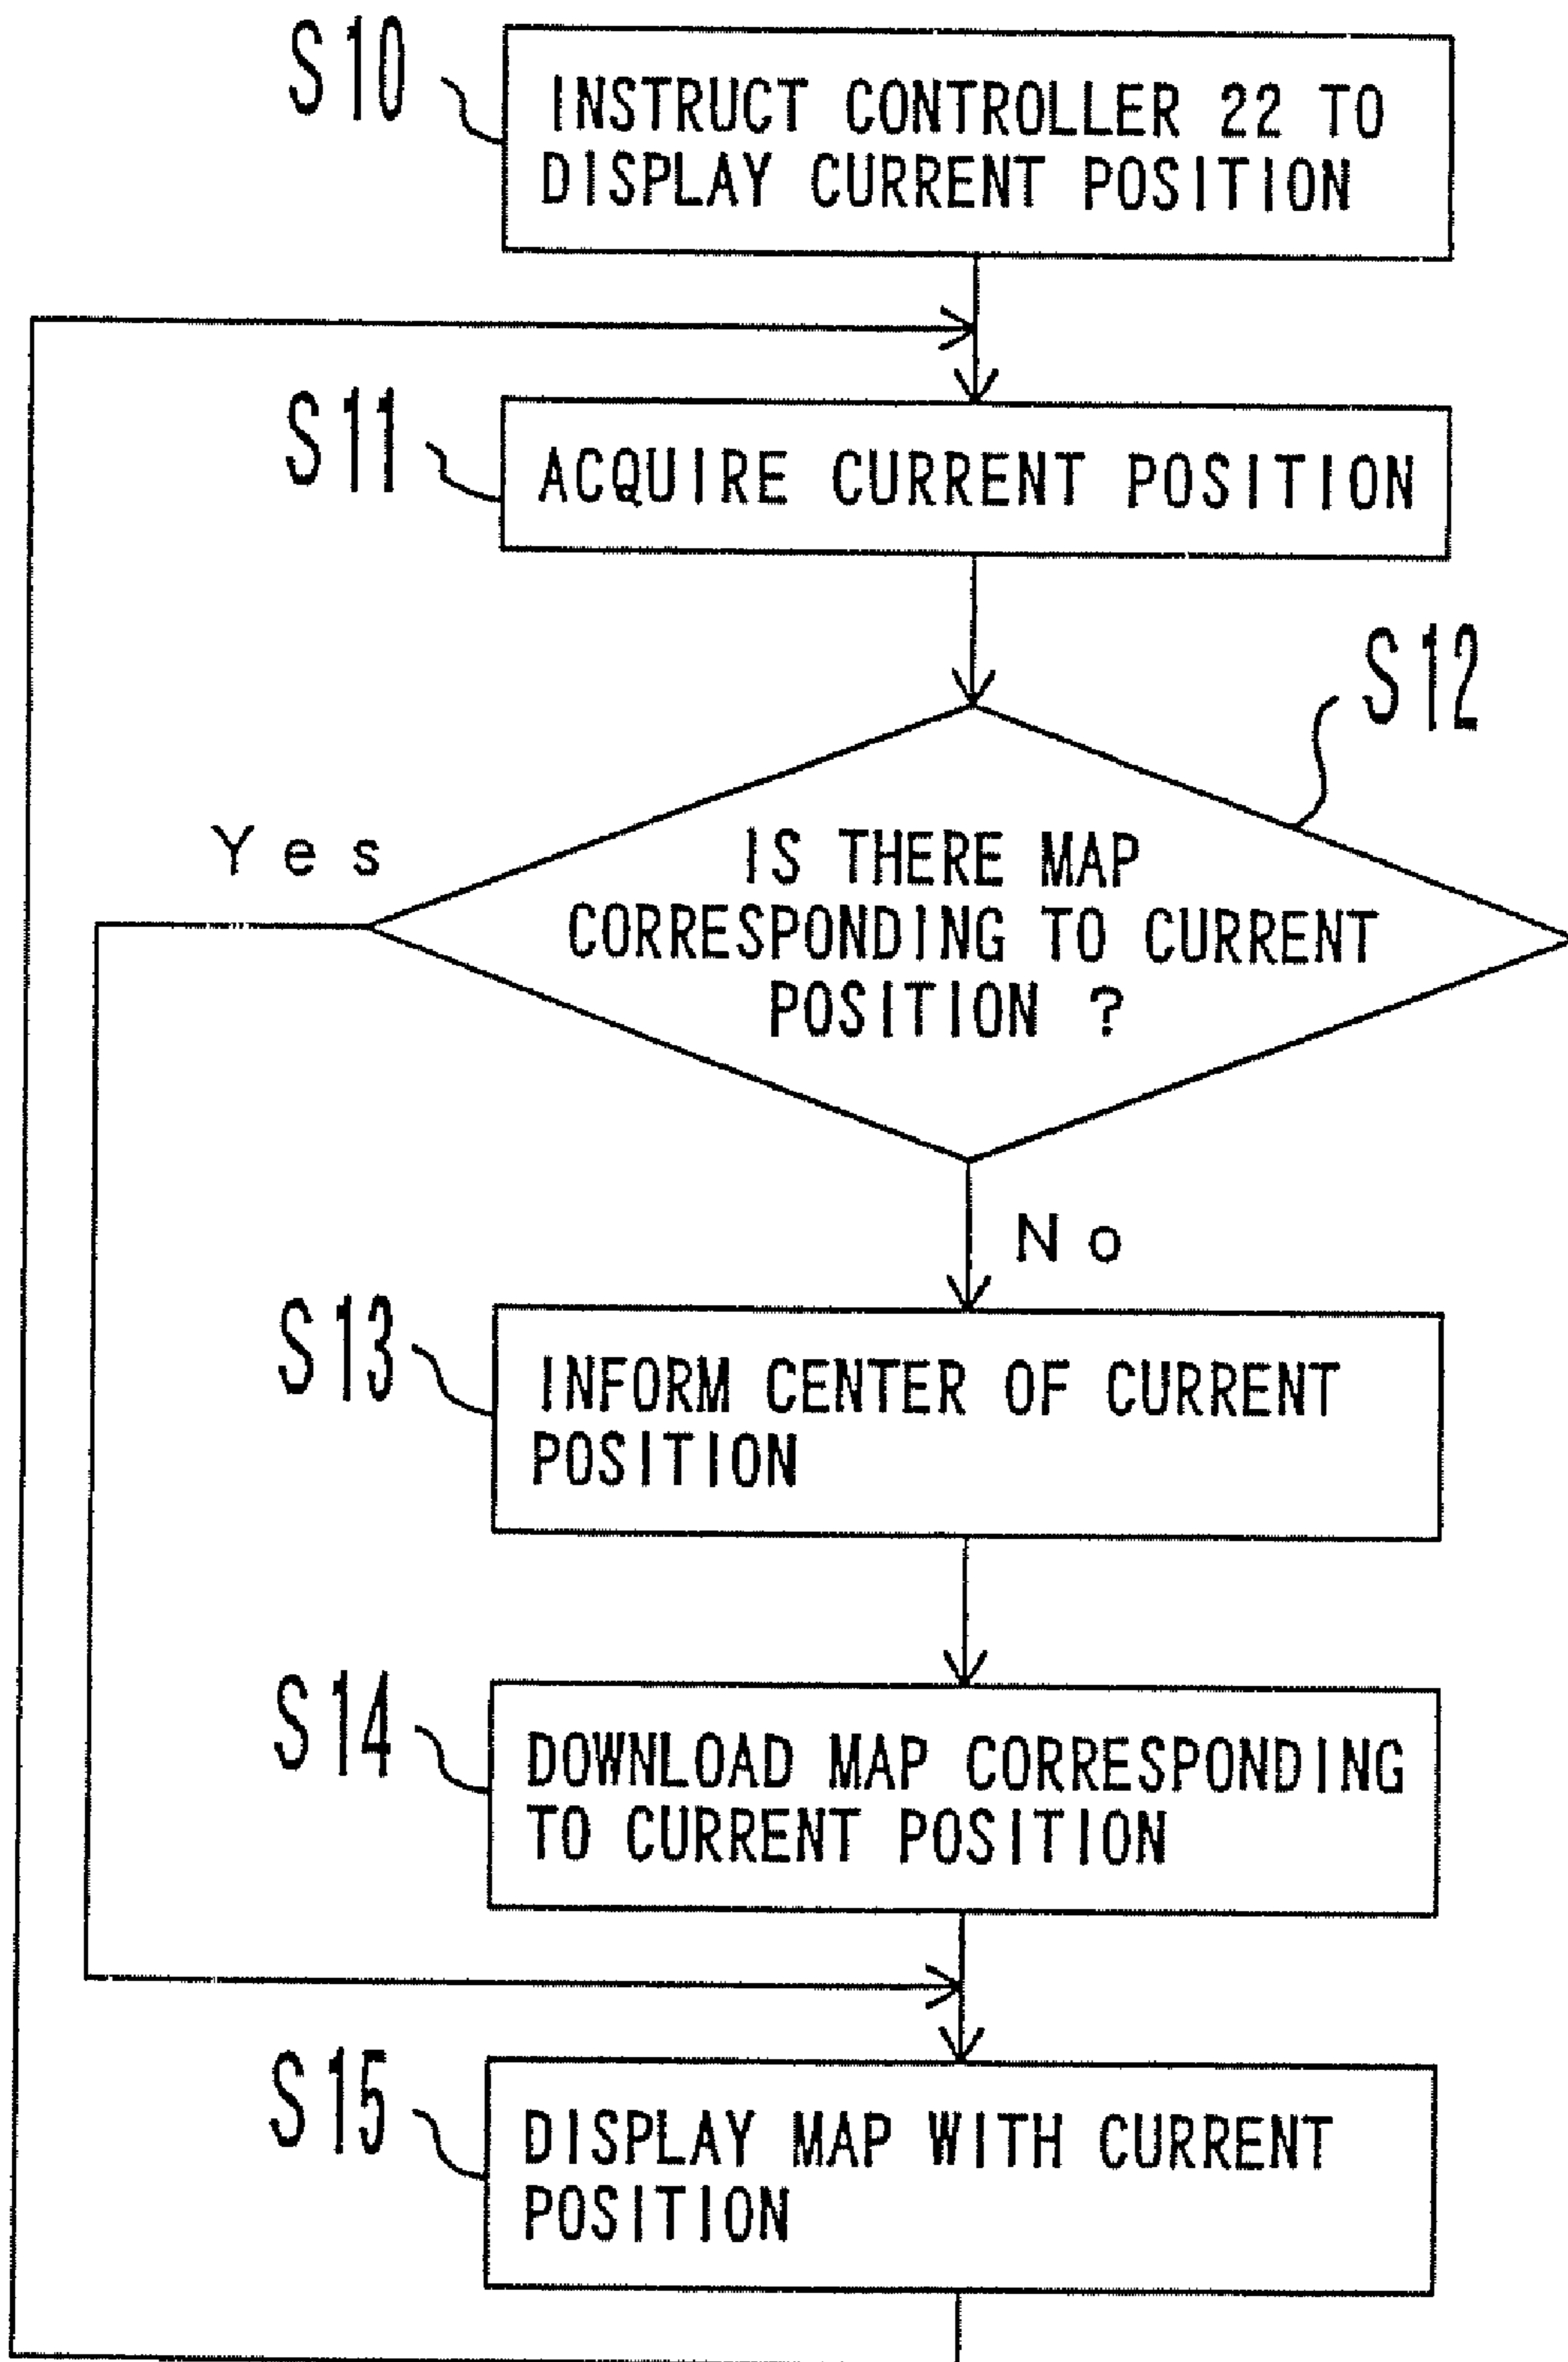 S10
INSTRUCT CONTROLLER 22 TO
DISPLAY CURRENT POSITION
S11
ACQUIRE CURRENT POSITION
S12
Yes
IS THERE MAP
CORRESPONDING TO CURRENT
POSITION ?
No
S13
INFORM CENTER OF CURRENT
POSITION
S14
DOWNLOAD MAP CORRESPONDING
TO CURRENT POSITION
S15
DISPLAY MAP WITH CURRENT
POSITION